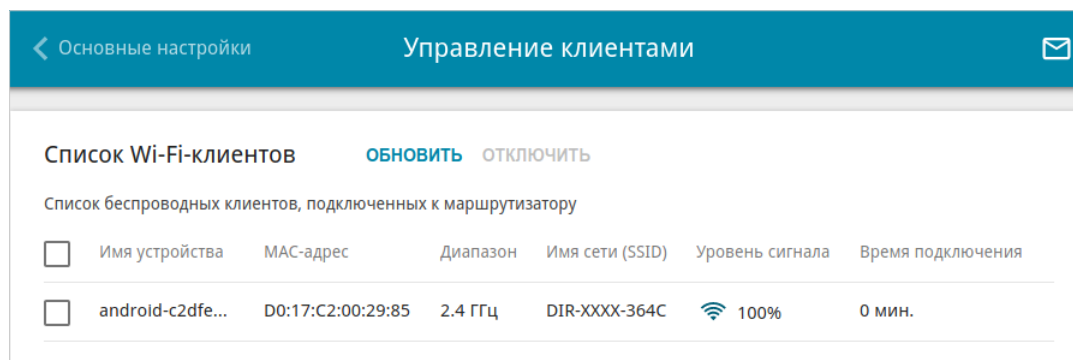 Основные настройки Управление клиентами
Список Wi-Fi-клиентов ОБНОВИТЬ ОТКЛЮЧИТЬ
Список беспроводных клиентов, подключенных к маршрутизатору
Имя устройства MAC-адрес Диапазон Имя сети (SSID) Уровень сигнала Время подключения
android-c2dfe... D0:17:C2:00:29:85 2.4 ГГц DIR-XXXX-364C 100% 0 мин.